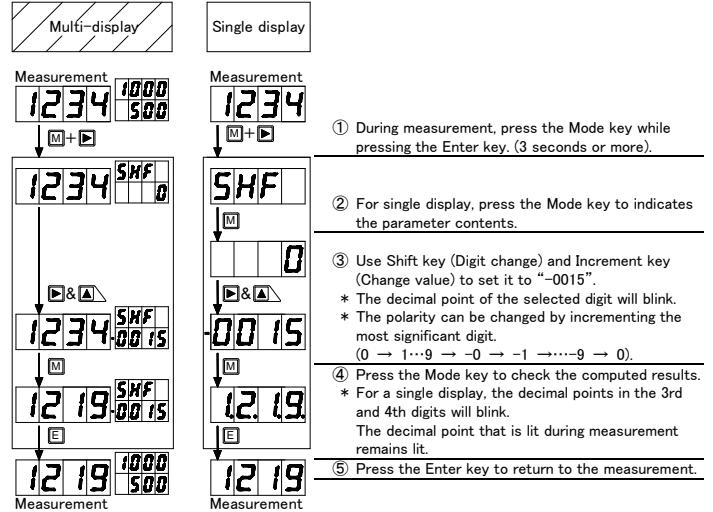 Multi-display
Single display
Measurement
1234 1000
500
M+▶
1234 SHF
0
▶&▲
1234 SHF
-0015
M
1219 SHF
-0015
E
1219 1000
500
Measurement
Measurement
1234
M+▶
SHF
M
0
▶&▲
-0015
M
1.2.1.9.
E
1219
Measurement
① During measurement, press the Mode key while
pressing the Enter key. (3 seconds or more).
② For single display, press the Mode key to indicates
the parameter contents.
③ Use Shift key (Digit change) and Increment key
(Change value) to set it to “-0015”.
* The decimal point of the selected digit will blink.
* The polarity can be changed by incrementing the
most significant digit.
(0 → 1…9 → -0 → -1 →…-9 → 0).
④ Press the Mode key to check the computed results.
* For a single display, the decimal points in the 3rd
and 4th digits will blink.
The decimal point that is lit during measurement
remains lit.
⑤ Press the Enter key to return to the measurement.